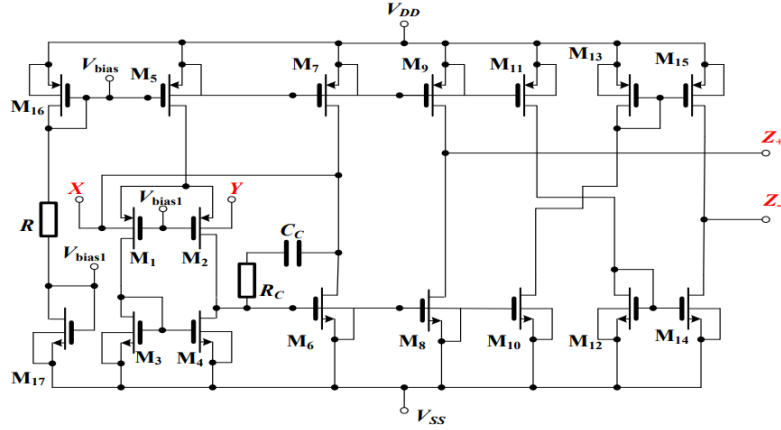 V_DD
V_bias
M_5
M_7
M_9
M_11
M_13
M_15
M_16
Z_+
X
V_bias1
Y
Z_-
R
C_C
M_1
M_2
V_bias1
R_C
M_3
M_4
M_6
M_8
M_10
M_12
M_14
M_17
V_SS